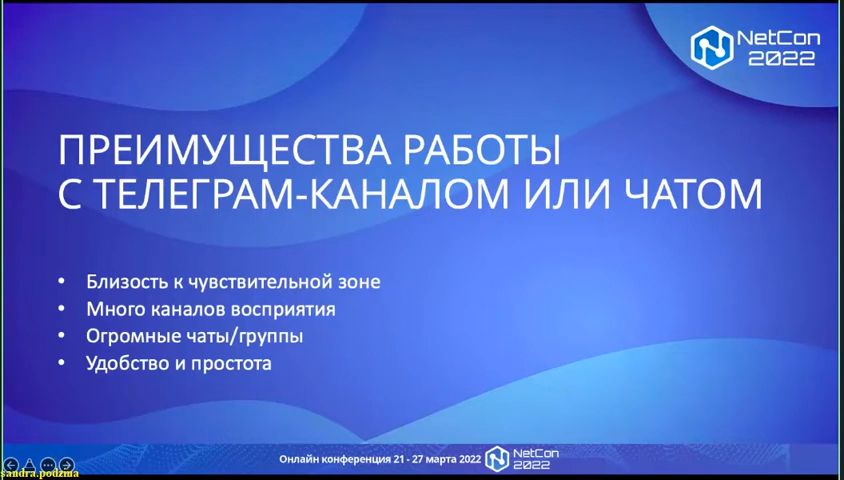 NetCon
2022
ПРЕИМУЩЕСТВА РАБОТЫ
С ТЕЛЕГРАМ-КАНАЛОМ ИЛИ ЧАТОМ
• Близость к чувствительной зоне
• Много каналов восприятия
• Огромные чаты/группы
• Удобство и простота
Онлайн конференция 21 - 27 марта 2022
NetCon
2022
sandra.podzina